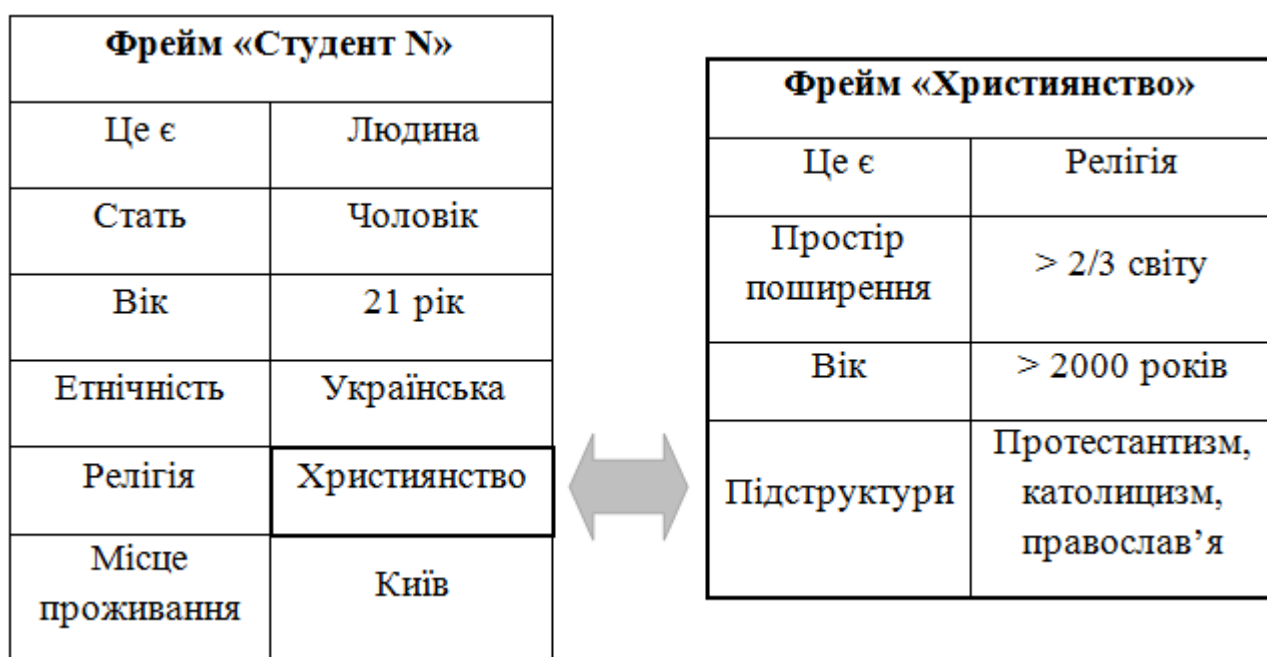 Фрейм «Студент N»
Це є Людина
Стать Чоловік
Вік 21 рік
Етнічність Українська
Релігія Християнство
Місце
проживання
Київ
Фрейм «Християнство»
Це є Релігія
Простір
поширення
> 2/3 світу
Вік > 2000 років
Підструктури
Протестантизм,
католицизм,
православ’я